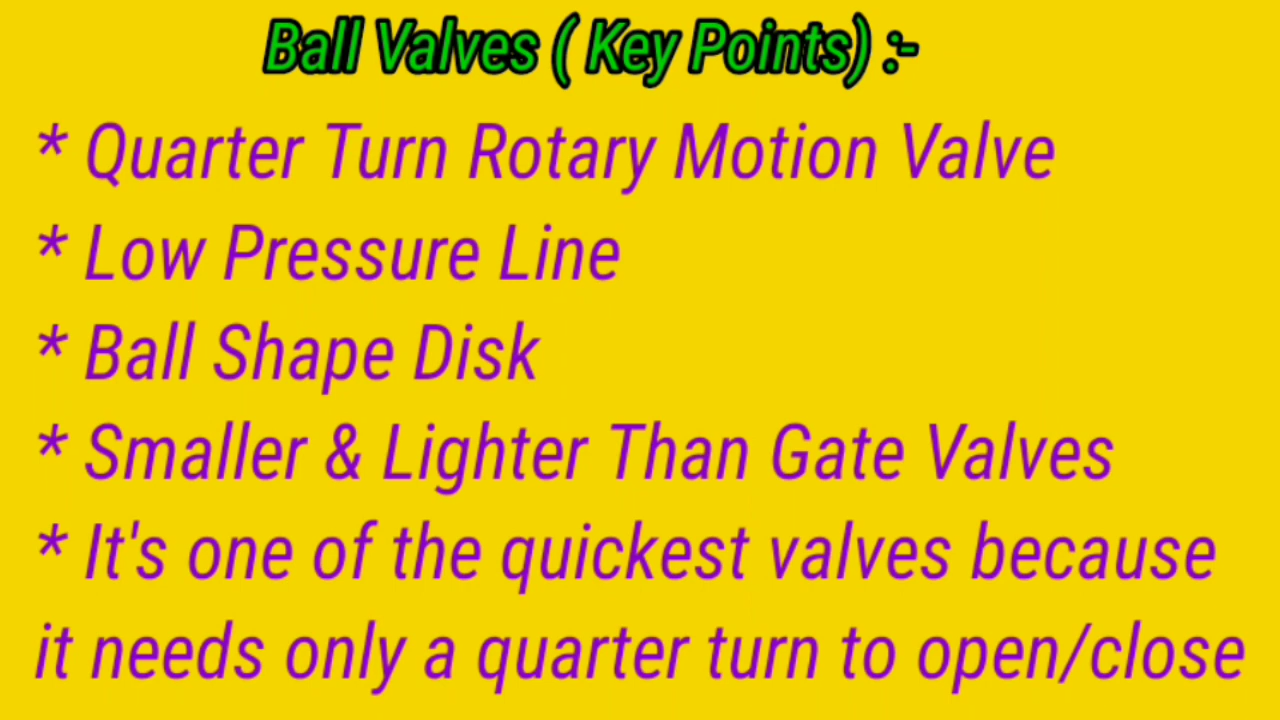 Ball Valves ( Key Points) :-
* Quarter Turn Rotary Motion Valve
* Low Pressure Line
* Ball Shape Disk
* Smaller & Lighter Than Gate Valves
* It's one of the quickest valves because
it needs only a quarter turn to open/close